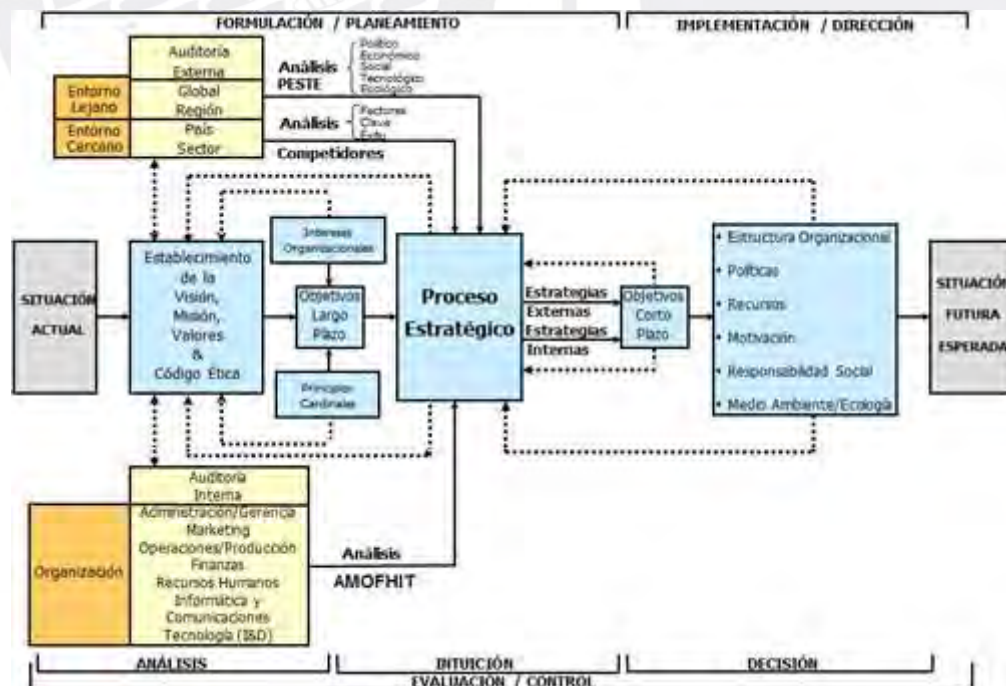 FORMULACIÓN / PLANEAMIENTO
IMPLEMENTACIÓN / DIRECCIÓN
Auditoría
Externa
Global
Región
País
Sector
Entorno
Lejano
Entorno
Cercano
Análisis
PESTE
Político
Económico
Social
Tecnológico
Ecológico
Análisis
Factores
Clave
Éxito
Competidores
SITUACIÓN
ACTUAL
Establecimiento
de la
Visión,
Misión,
Valores
&
Código Ética
Intereses
Organizacionales
Objetivos
Largo
Plazo
Principios
Cardinales
Proceso
Estratégico
Estrategias
Externas
Estrategias
Internas
Objetivos
Corto
Plazo
• Estructura Organizacional
• Políticas
• Recursos
• Motivación
• Responsabilidad Social
• Medio Ambiente/Ecología
SITUACIÓN
FUTURA
ESPERADA
Organización
Auditoría
Interna
Administración/Gerencia
Marketing
Operaciones/Producción
Finanzas
Recursos Humanos
Informática y
Comunicaciones
Tecnología (I&D)
Análisis
AMOFHIT
ANÁLISIS
INTUICIÓN
DECISIÓN
EVALUACIÓN / CONTROL